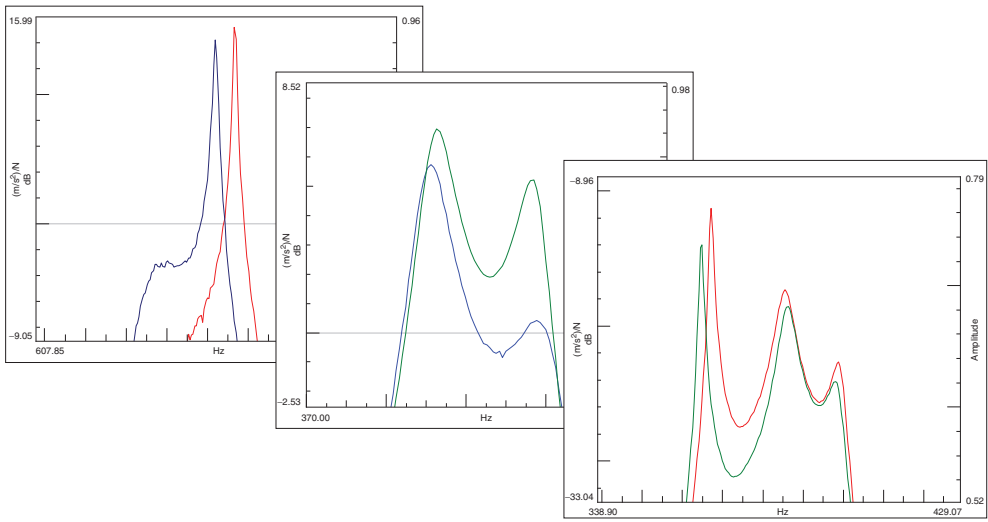 15.99
0.96
(m/s²)/N
dB
−9.05
607.85
Hz
8.52
0.98
(m/s²)/N
dB
−2.53
370.00
Hz
−8.96
0.79
(m/s²)/N
dB
Amplitude
−33.04
0.52
338.90
Hz
429.07